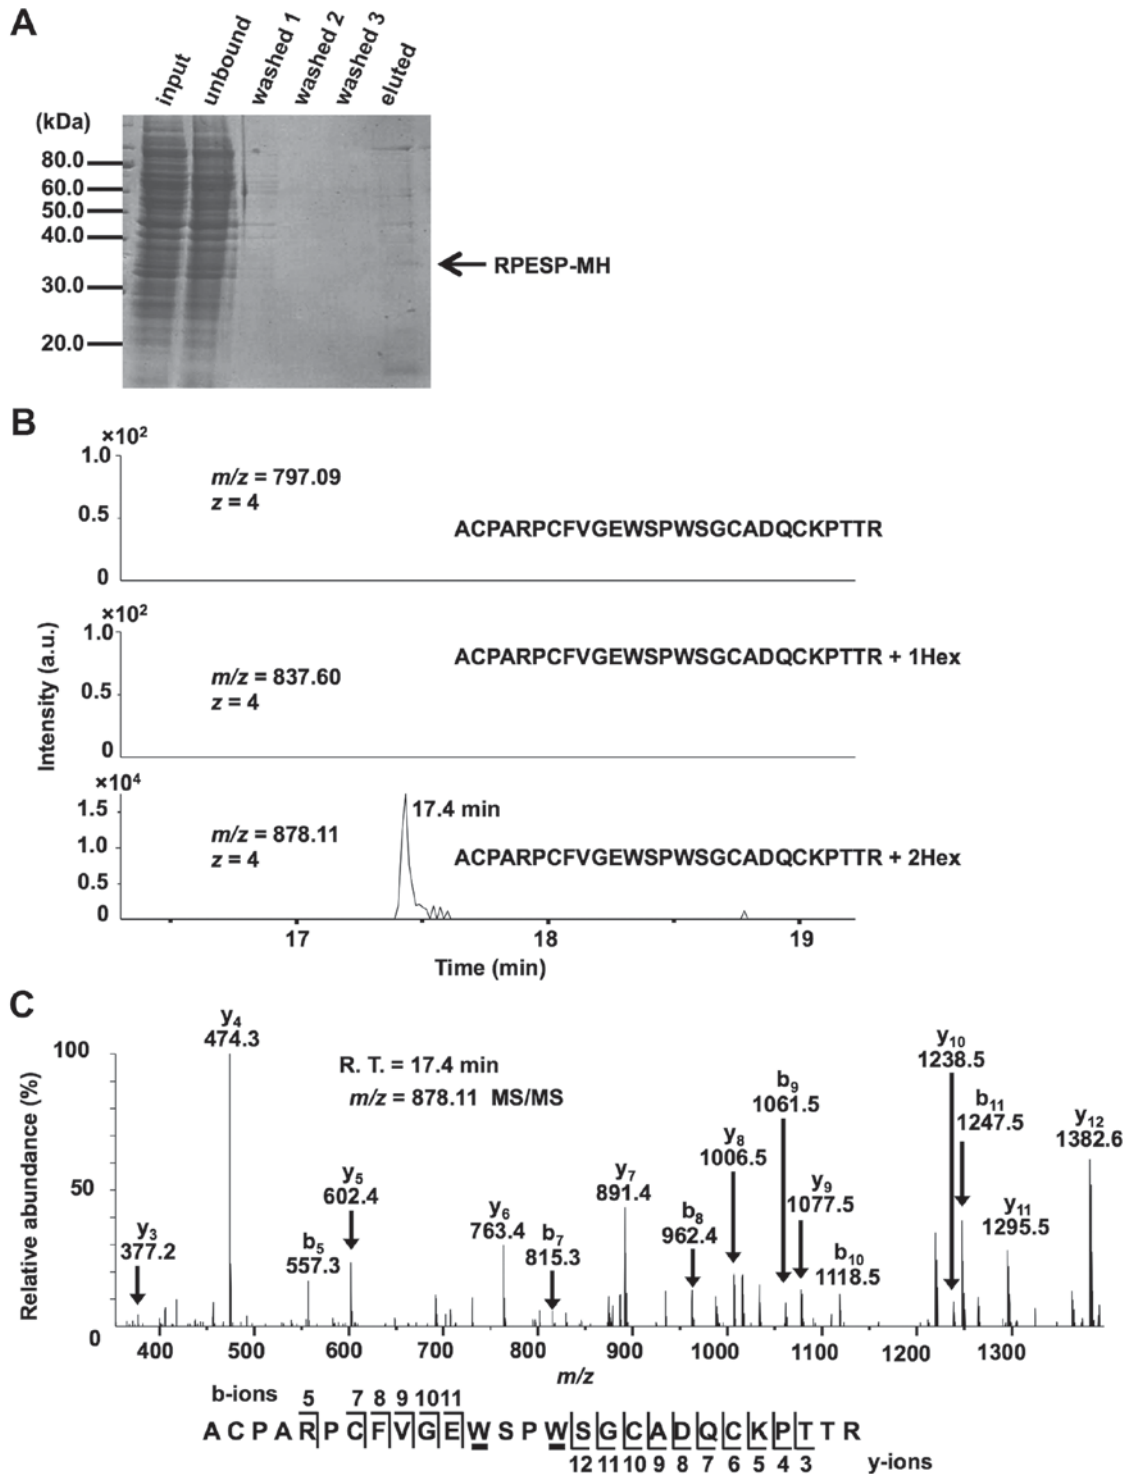 A
input unbound washed 1 washed 2 washed 3 eluted
(kDa)
80.0
60.0
50.0
40.0
30.0
20.0
RPESP-MH
B
×10²
1.0
0.5
0
m/z = 797.09
z = 4
ACPARPCFVGEWSPWSGCADQCKPTTR
×10²
1.0
0.5
0
m/z = 837.60
z = 4
ACPARPCFVGEWSPWSGCADQCKPTTR + 1Hex
Intensity (a.u.)
×10⁴
1.5
1.0
0.5
0
17.4 min
m/z = 878.11
z = 4
ACPARPCFVGEWSPWSGCADQCKPTTR + 2Hex
17 18 19
Time (min)
C
Relative abundance (%)
100
50
0
R. T. = 17.4 min
m/z = 878.11 MS/MS
y₃
377.2
y₄
474.3
b₅
557.3
y₅
602.4
y₆
763.4
b₇
815.3
y₇
891.4
b₈
962.4
y₈
1006.5
b₉
1061.5
y₉
1077.5
b₁₀
1118.5
y₁₀
1238.5
b₁₁
1247.5
y₁₁
1295.5
y₁₂
1382.6
400 500 600 700 800 900 1000 1100 1200 1300
m/z
b-ions 5 7 8 9 10 11
A C P A R P C F V G E W S P W S G C A D Q C K P T T R
12 11 10 9 8 7 6 5 4 3 y-ions